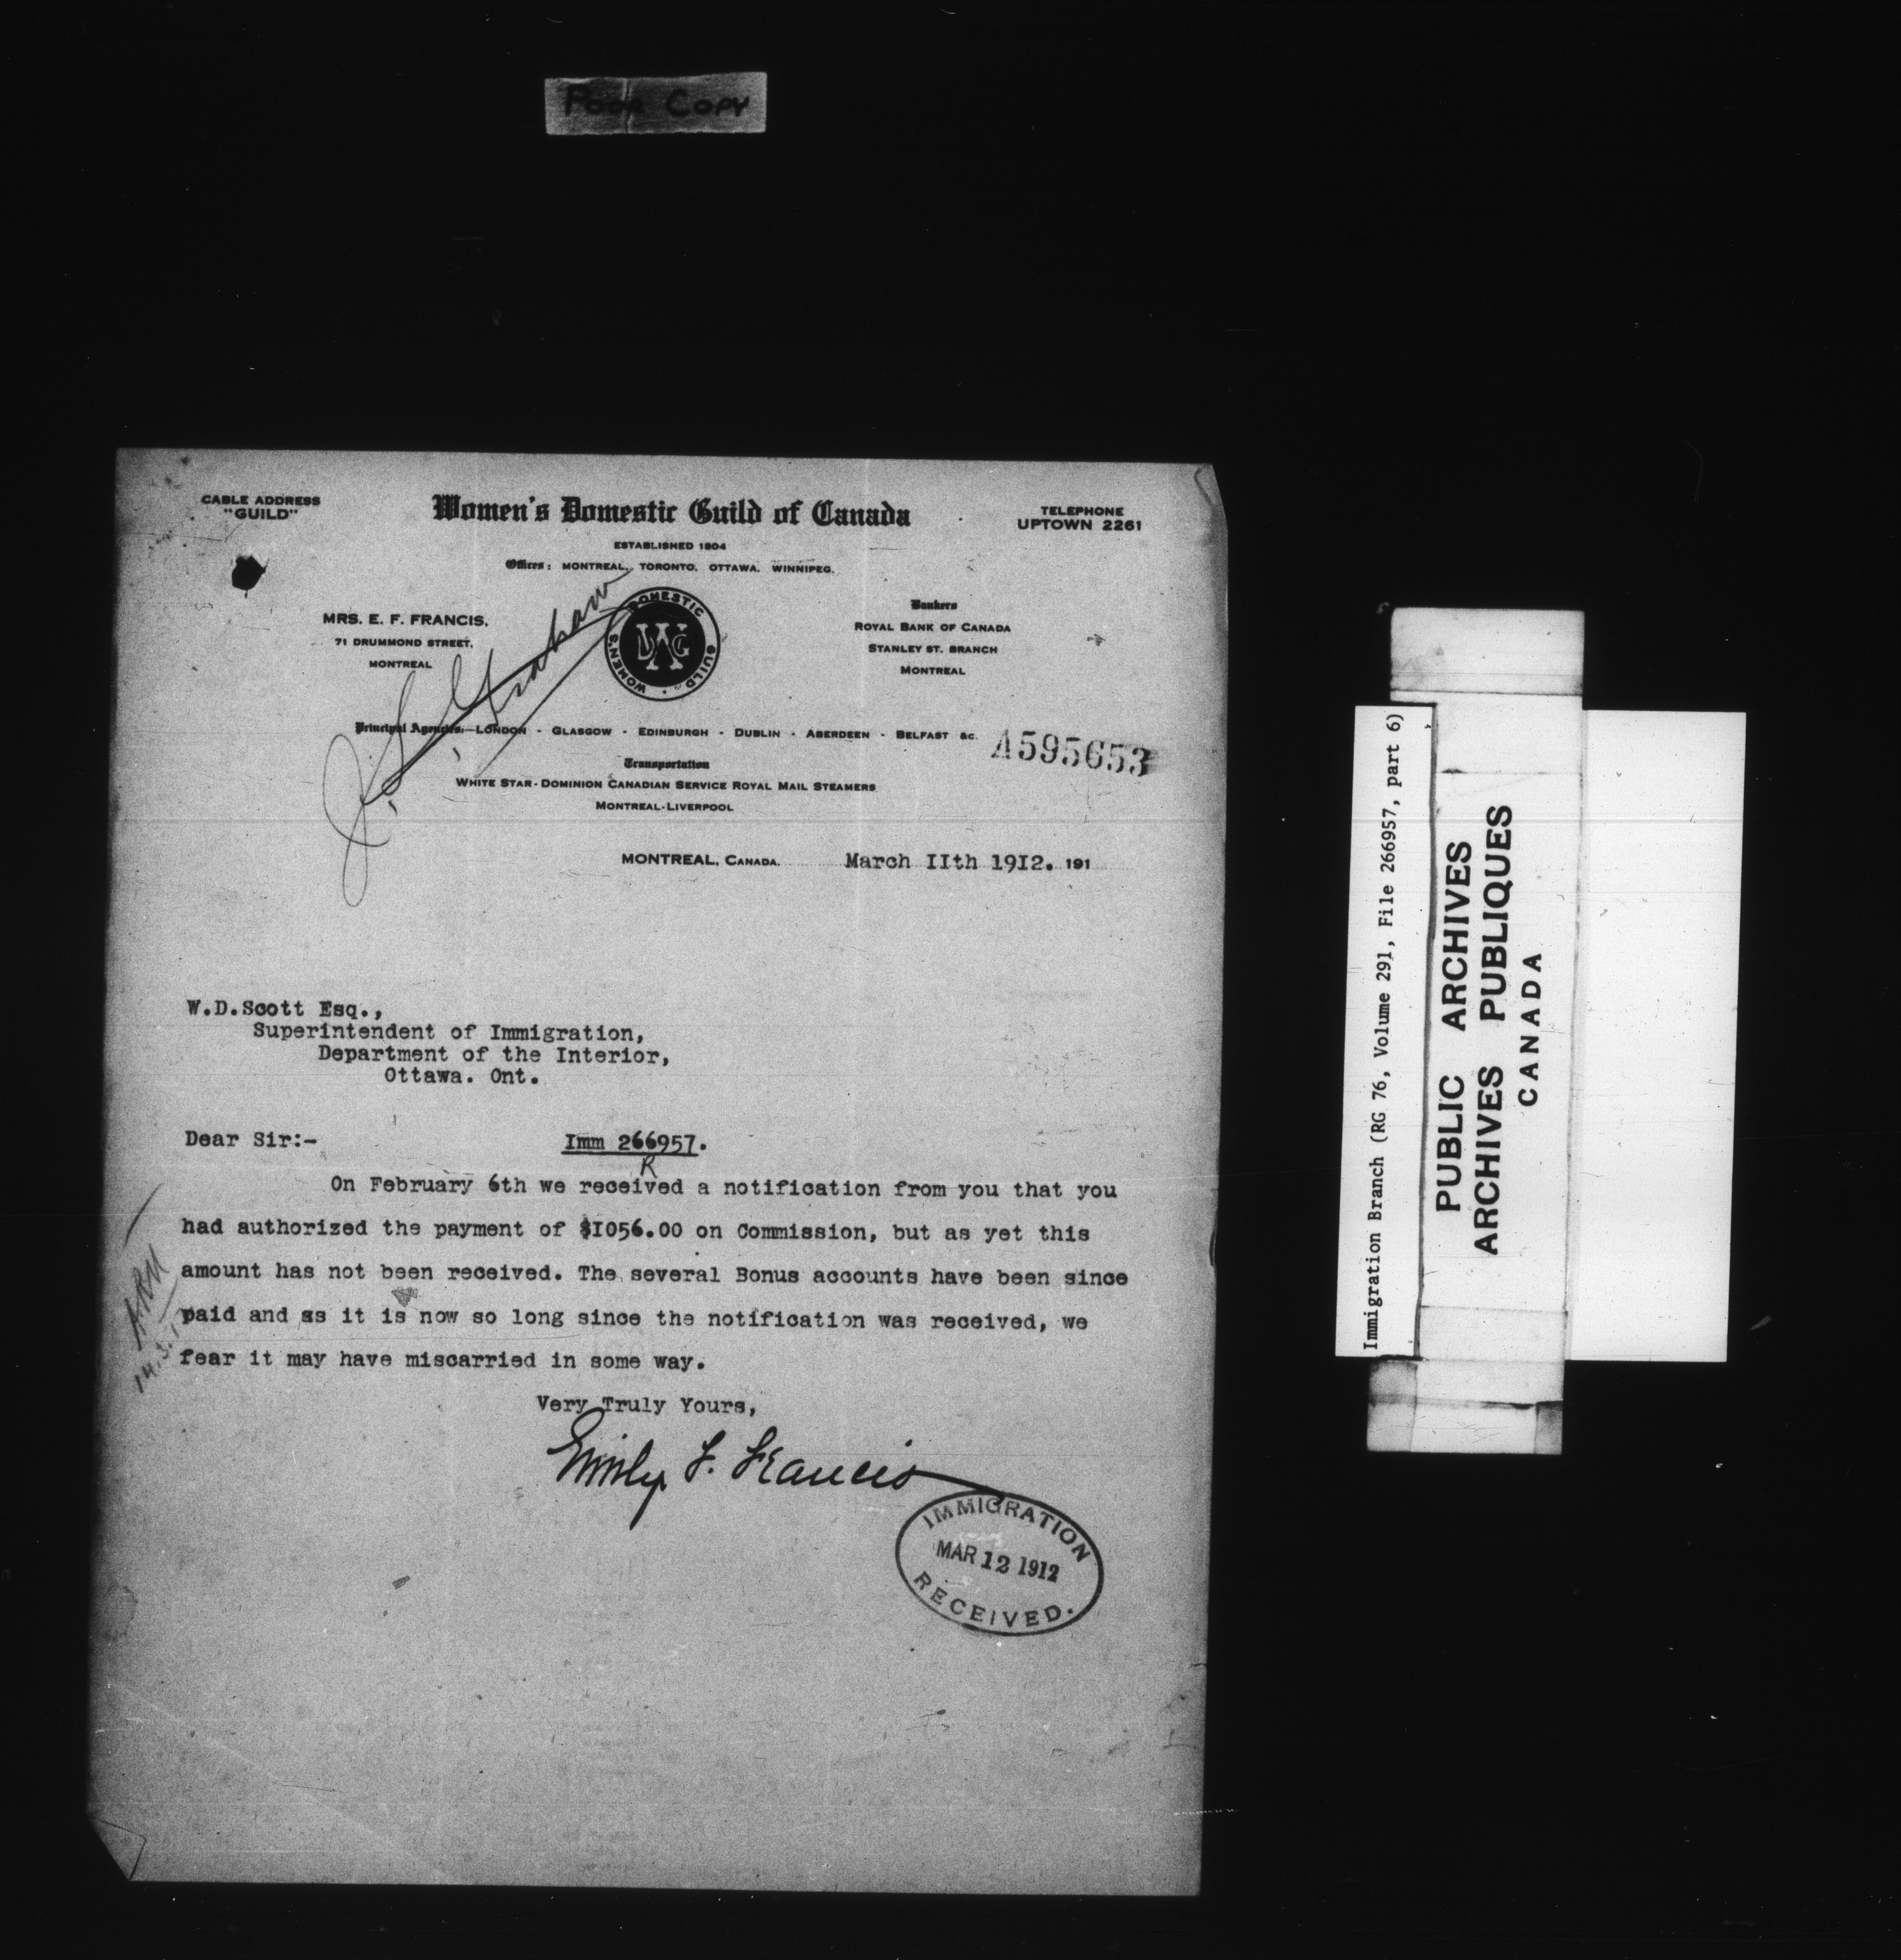 Poor Copy
CABLE ADDRESS
"GUILD"
Women's Domestic Guild of Canada
TELEPHONE
UPTOWN 2261
ESTABLISHED 1904
Offices: MONTREAL, TORONTO, OTTAWA, WINNIPEG.
MRS. E. F. FRANCIS,
71 DRUMMOND STREET,
MONTREAL
WOMEN'S DOMESTIC GUILD
WDG
Bankers
ROYAL BANK OF CANADA
STANLEY ST. BRANCH
MONTREAL
Graham
Principal Agencies:—LONDON - GLASGOW - EDINBURGH - DUBLIN - ABERDEEN - BELFAST &c.
A595653
Transportation
WHITE STAR-DOMINION CANADIAN SERVICE ROYAL MAIL STEAMERS
MONTREAL-LIVERPOOL
MONTREAL, CANADA. March IIth 19I2. 191
W.D.Scott Esq.,
Superintendent of Immigration,
Department of the Interior,
Ottawa. Ont.
Dear Sir:-
Imm 266957.
R
On February 6th we received a notification from you that you
had authorized the payment of $I056.00 on Commission, but as yet this
amount has not been received. The several Bonus accounts have been since
paid and as it is now so long since the notification was received, we
fear it may have miscarried in some way.
Very Truly Yours,
Emily F. Francis
IMMIGRATION
MAR 12 1912
RECEIVED.
Immigration Branch (RG 76, Volume 291, File 266957, part 6)
PUBLIC ARCHIVES
ARCHIVES PUBLIQUES
CANADA